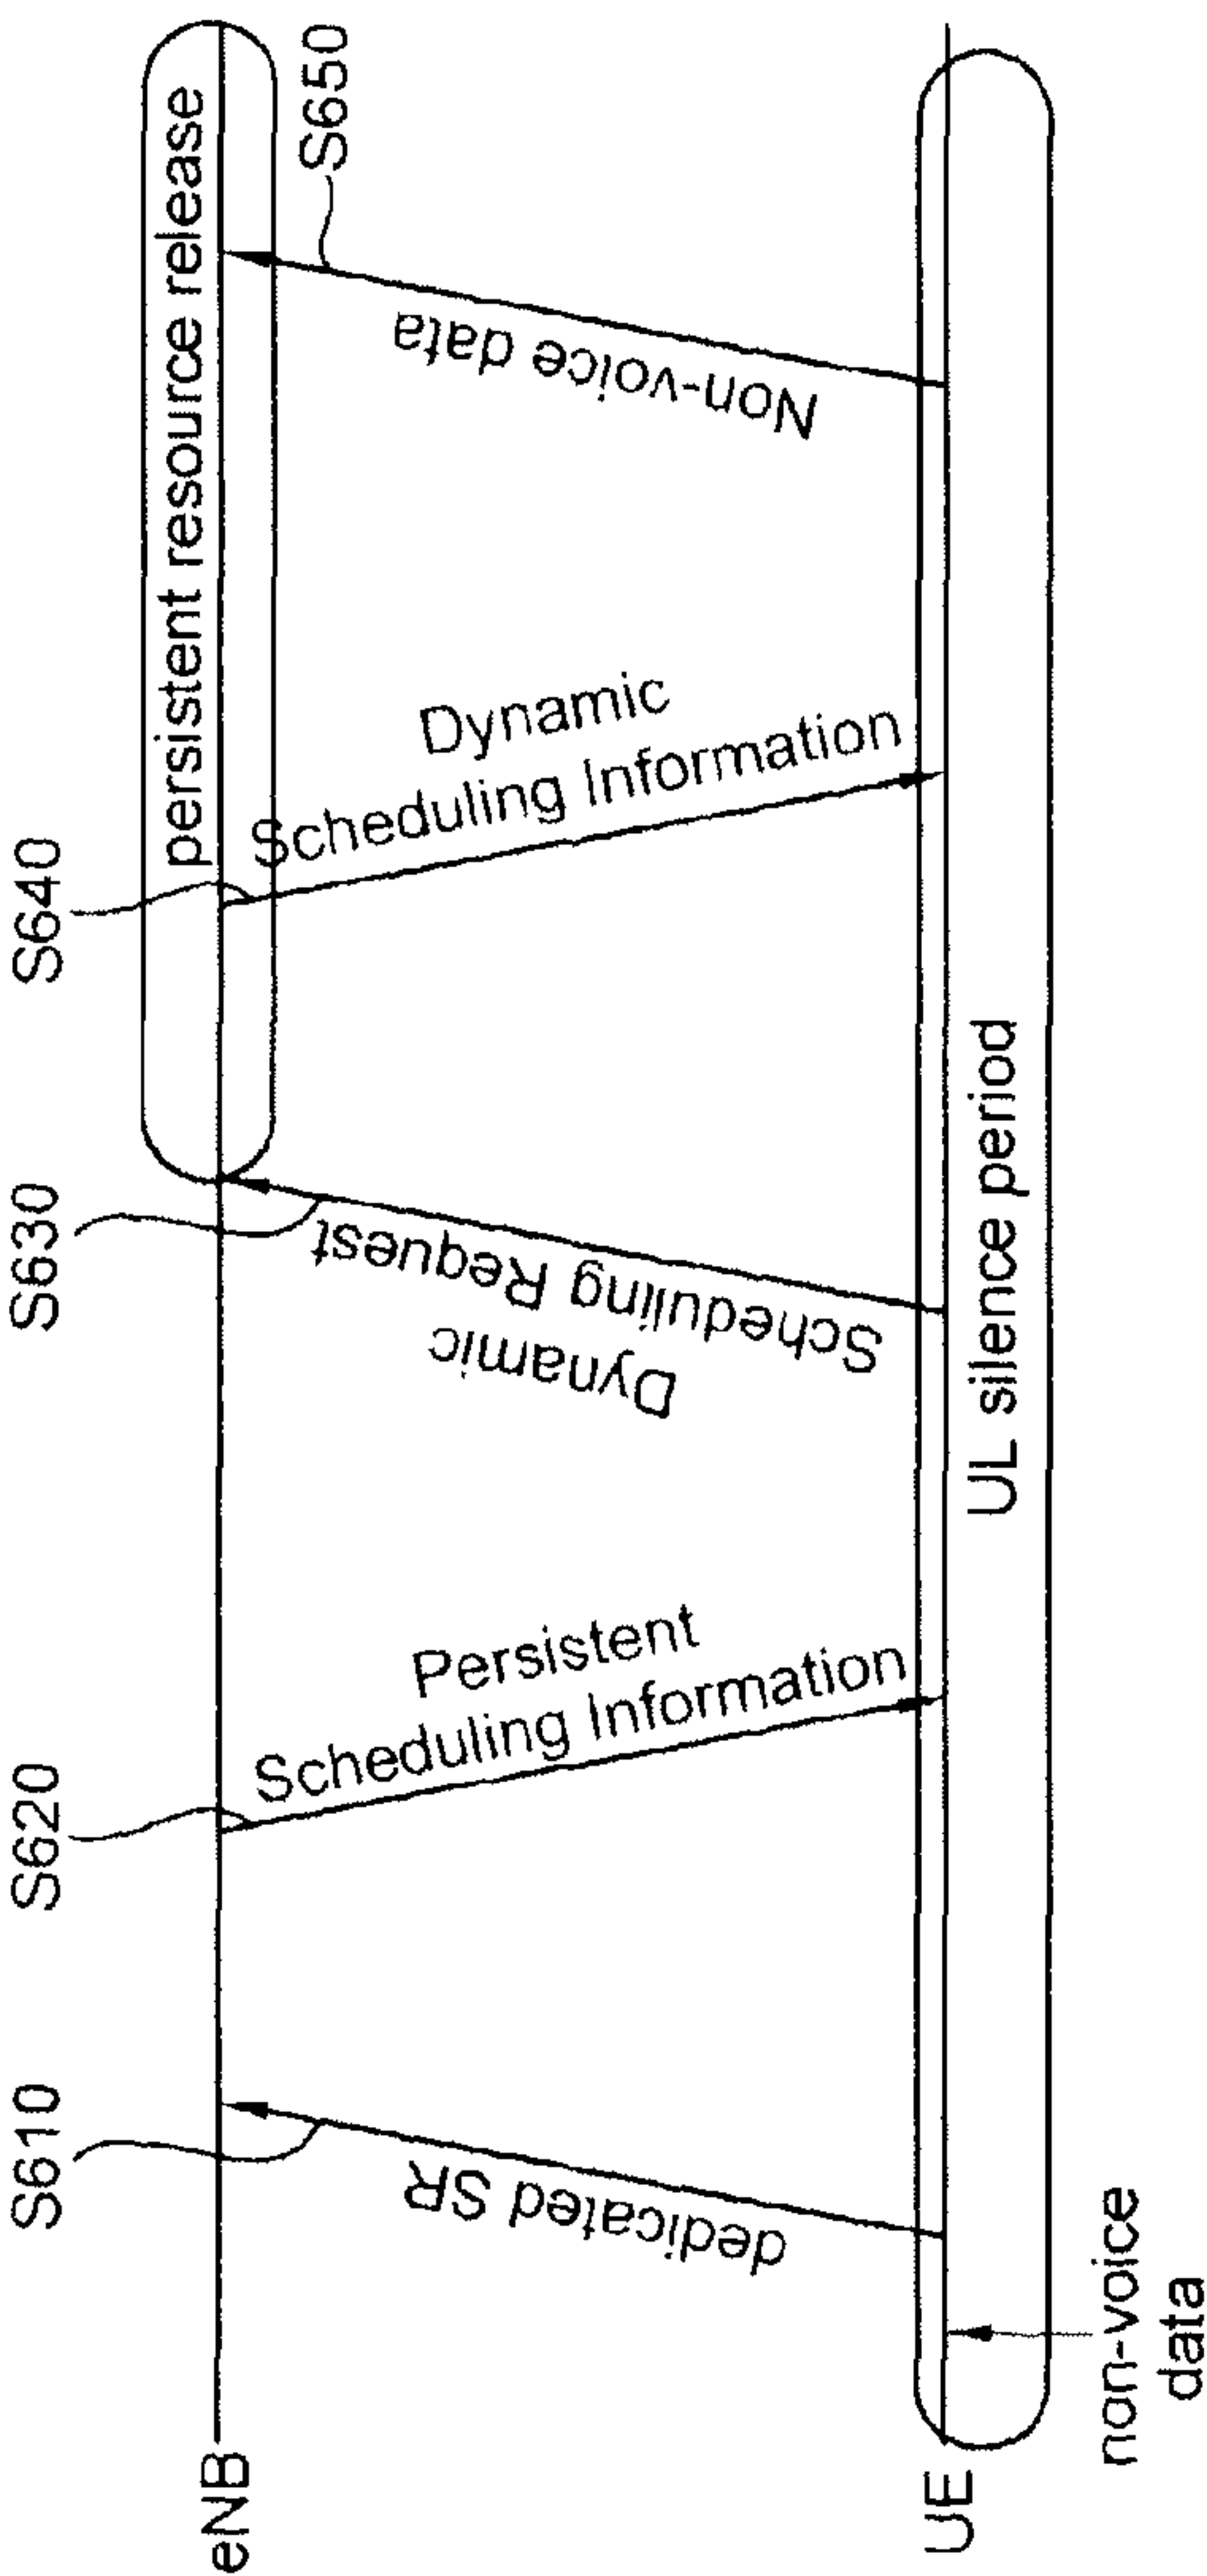 S610
S620
S630
S640
eNB
persistent resource release
S650
dedicated SR
Persistent
Scheduling Information
Dynamic
Scheduling Request
Dynamic
Scheduling Information
Non-voice data
UE
UL silence period
non-voice
data